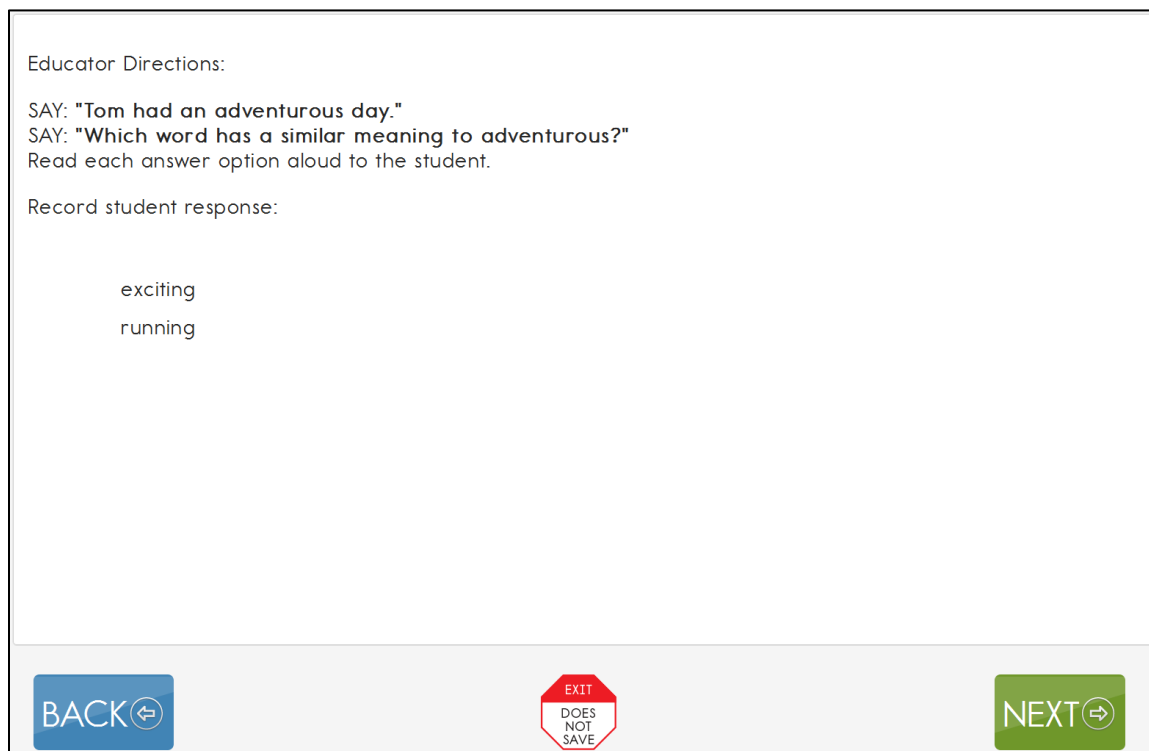 Educator Directions:
SAY: "Tom had an adventurous day."
SAY: "Which word has a similar meaning to adventurous?"
Read each answer option aloud to the student.
Record student response:
exciting
running
BACK
EXIT
DOES
NOT
SAVE
NEXT